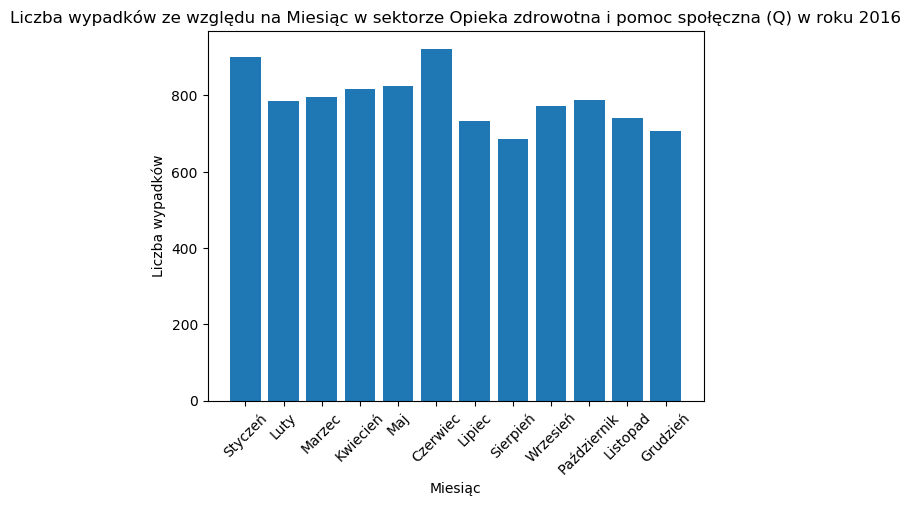 Liczba wypadków ze względu na Miesiąc w sektorze Opieka zdrowotna i pomoc społęczna (Q) w roku 2016
Liczba wypadków
800
600
400
200
0
Styczeń
Luty
Marzec
Kwiecień
Maj
Czerwiec
Lipiec
Sierpień
Wrzesień
Październik
Listopad
Grudzień
Miesiąc